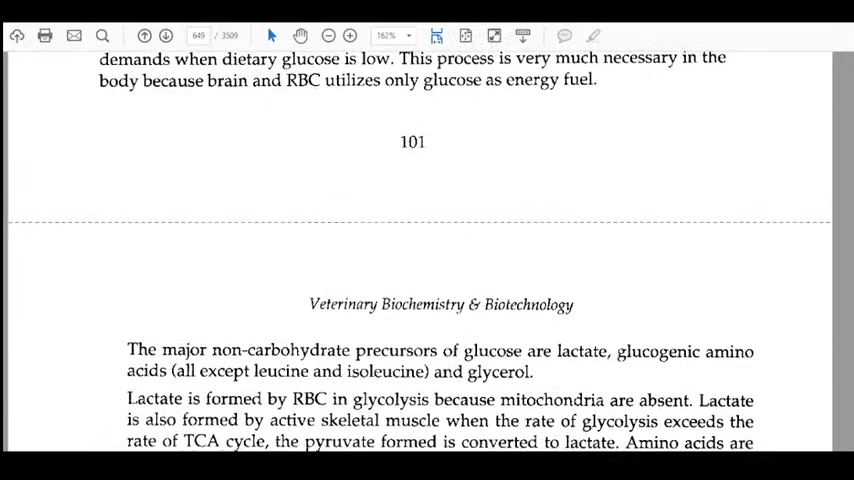 649 / 3509 162%
demands when dietary glucose is low. This process is very much necessary in the
body because brain and RBC utilizes only glucose as energy fuel.
101
Veterinary Biochemistry & Biotechnology
The major non-carbohydrate precursors of glucose are lactate, glucogenic amino
acids (all except leucine and isoleucine) and glycerol.
Lactate is formed by RBC in glycolysis because mitochondria are absent. Lactate
is also formed by active skeletal muscle when the rate of glycolysis exceeds the
rate of TCA cycle, the pyruvate formed is converted to lactate. Amino acids are